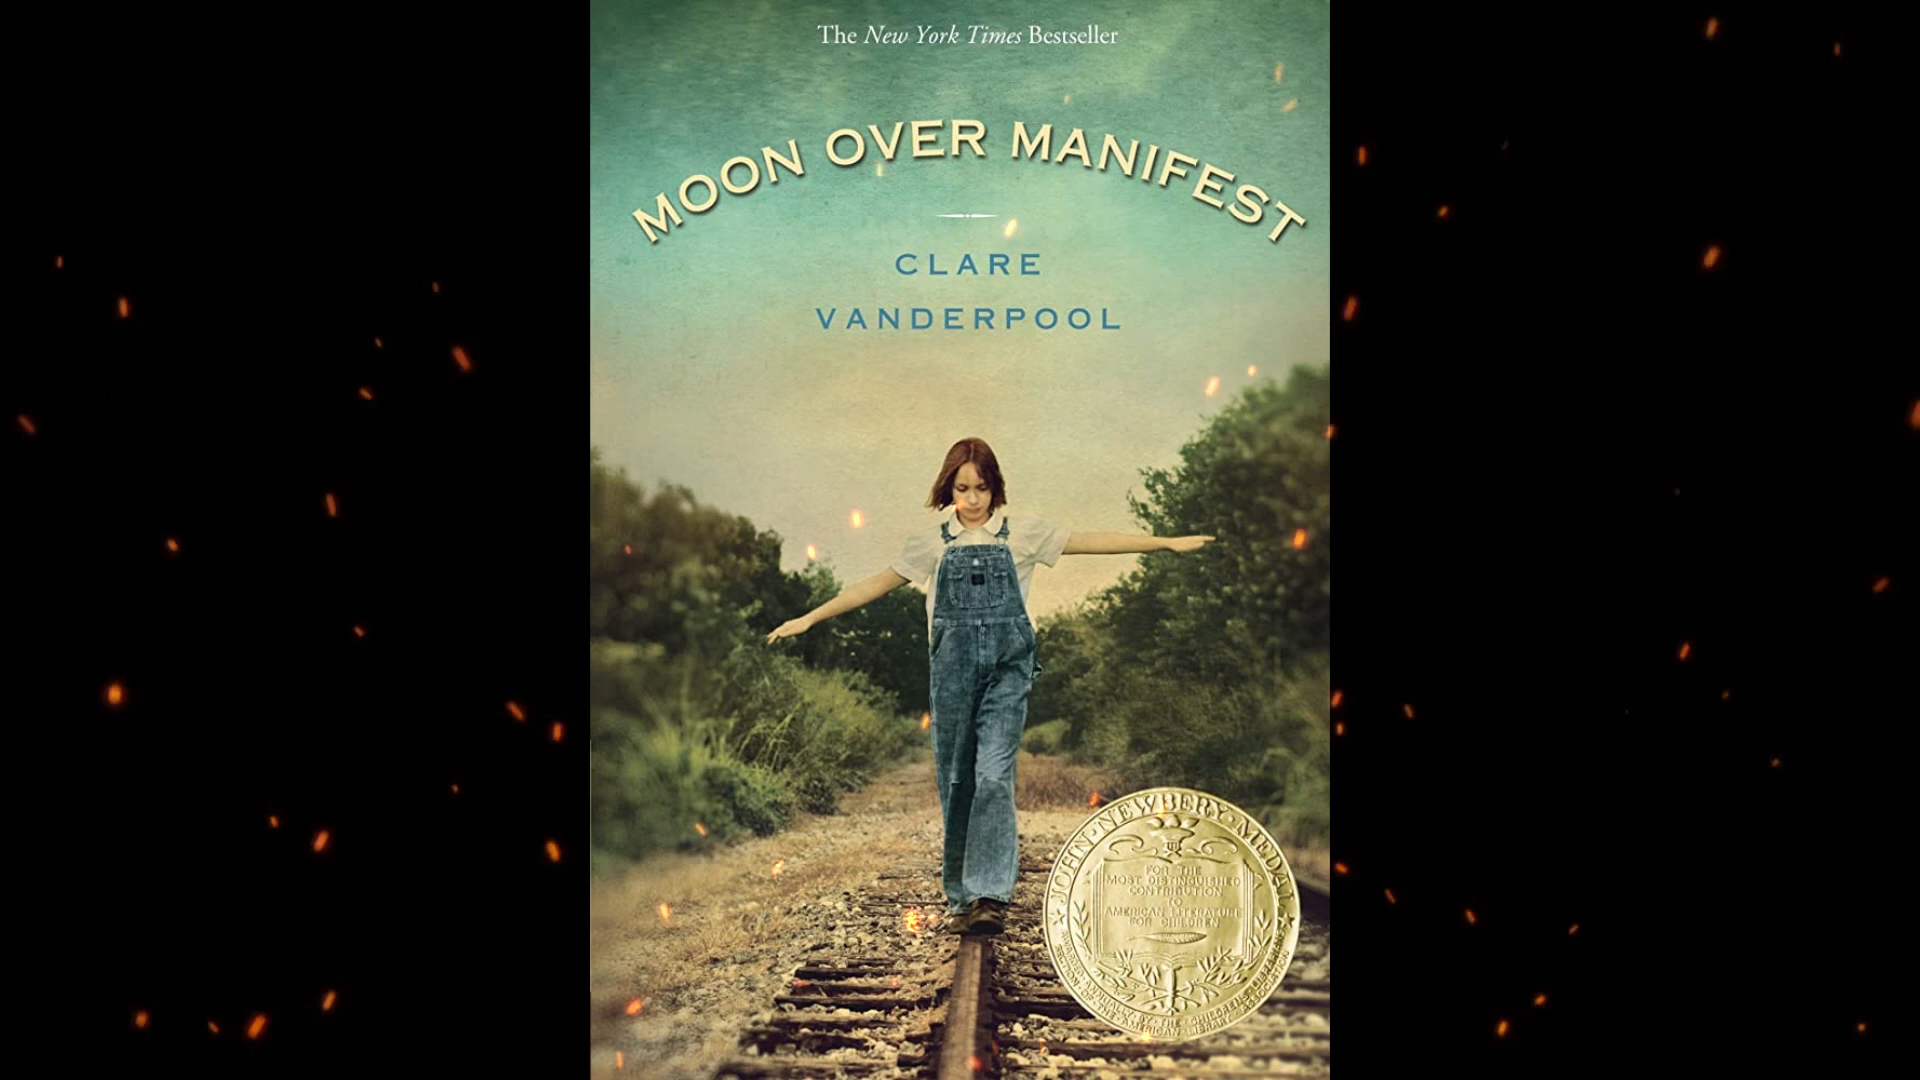 The New York Times Bestseller
MOON OVER MANIFEST
CLARE
VANDERPOOL
JOHN · NEWBERY · MEDAL
FOR THE
MOST DISTINGUISHED
CONTRIBUTION
TO
AMERICAN LITERATURE
FOR CHILDREN